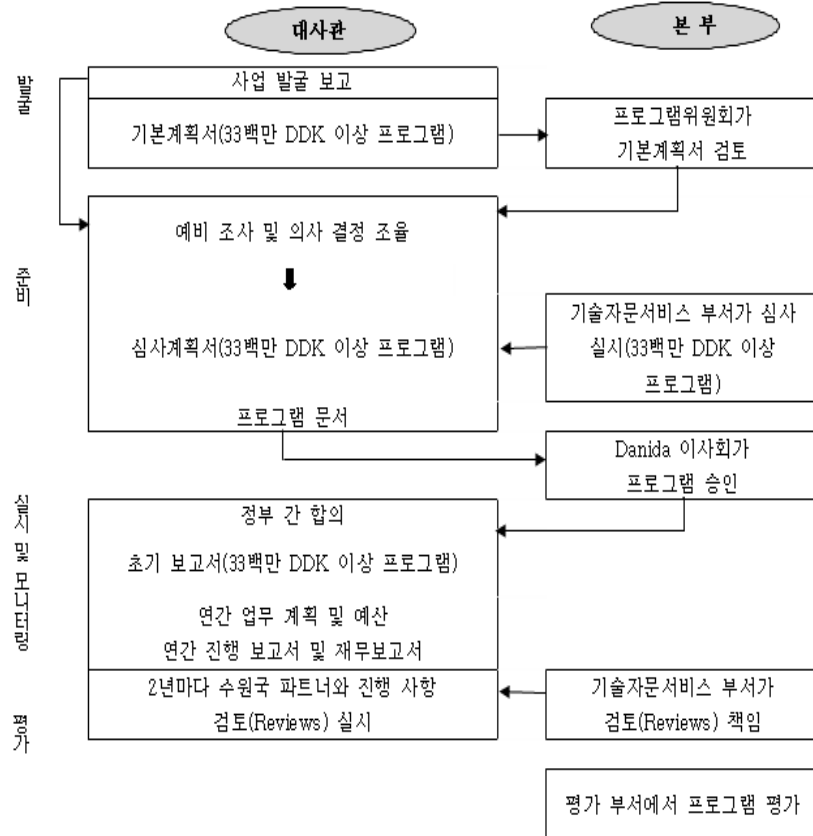 대사관
본 부
발굴
사업 발굴 보고
기본계획서(33백만 DDK 이상 프로그램)
프로그램위원회가
기본계획서 검토
준비
예비 조사 및 의사 결정 조율
심사계획서(33백만 DDK 이상 프로그램)
프로그램 문서
기술자문서비스 부서가 심사
실시(33백만 DDK 이상
프로그램)
Danida 이사회가
프로그램 승인
실시 및 모니터링
정부 간 합의
초기 보고서(33백만 DDK 이상 프로그램)
연간 업무 계획 및 예산
연간 진행 보고서 및 재무보고서
평가
2년마다 수원국 파트너와 진행 사항
검토(Reviews) 실시
기술자문서비스 부서가
검토(Reviews) 책임
평가 부서에서 프로그램 평가